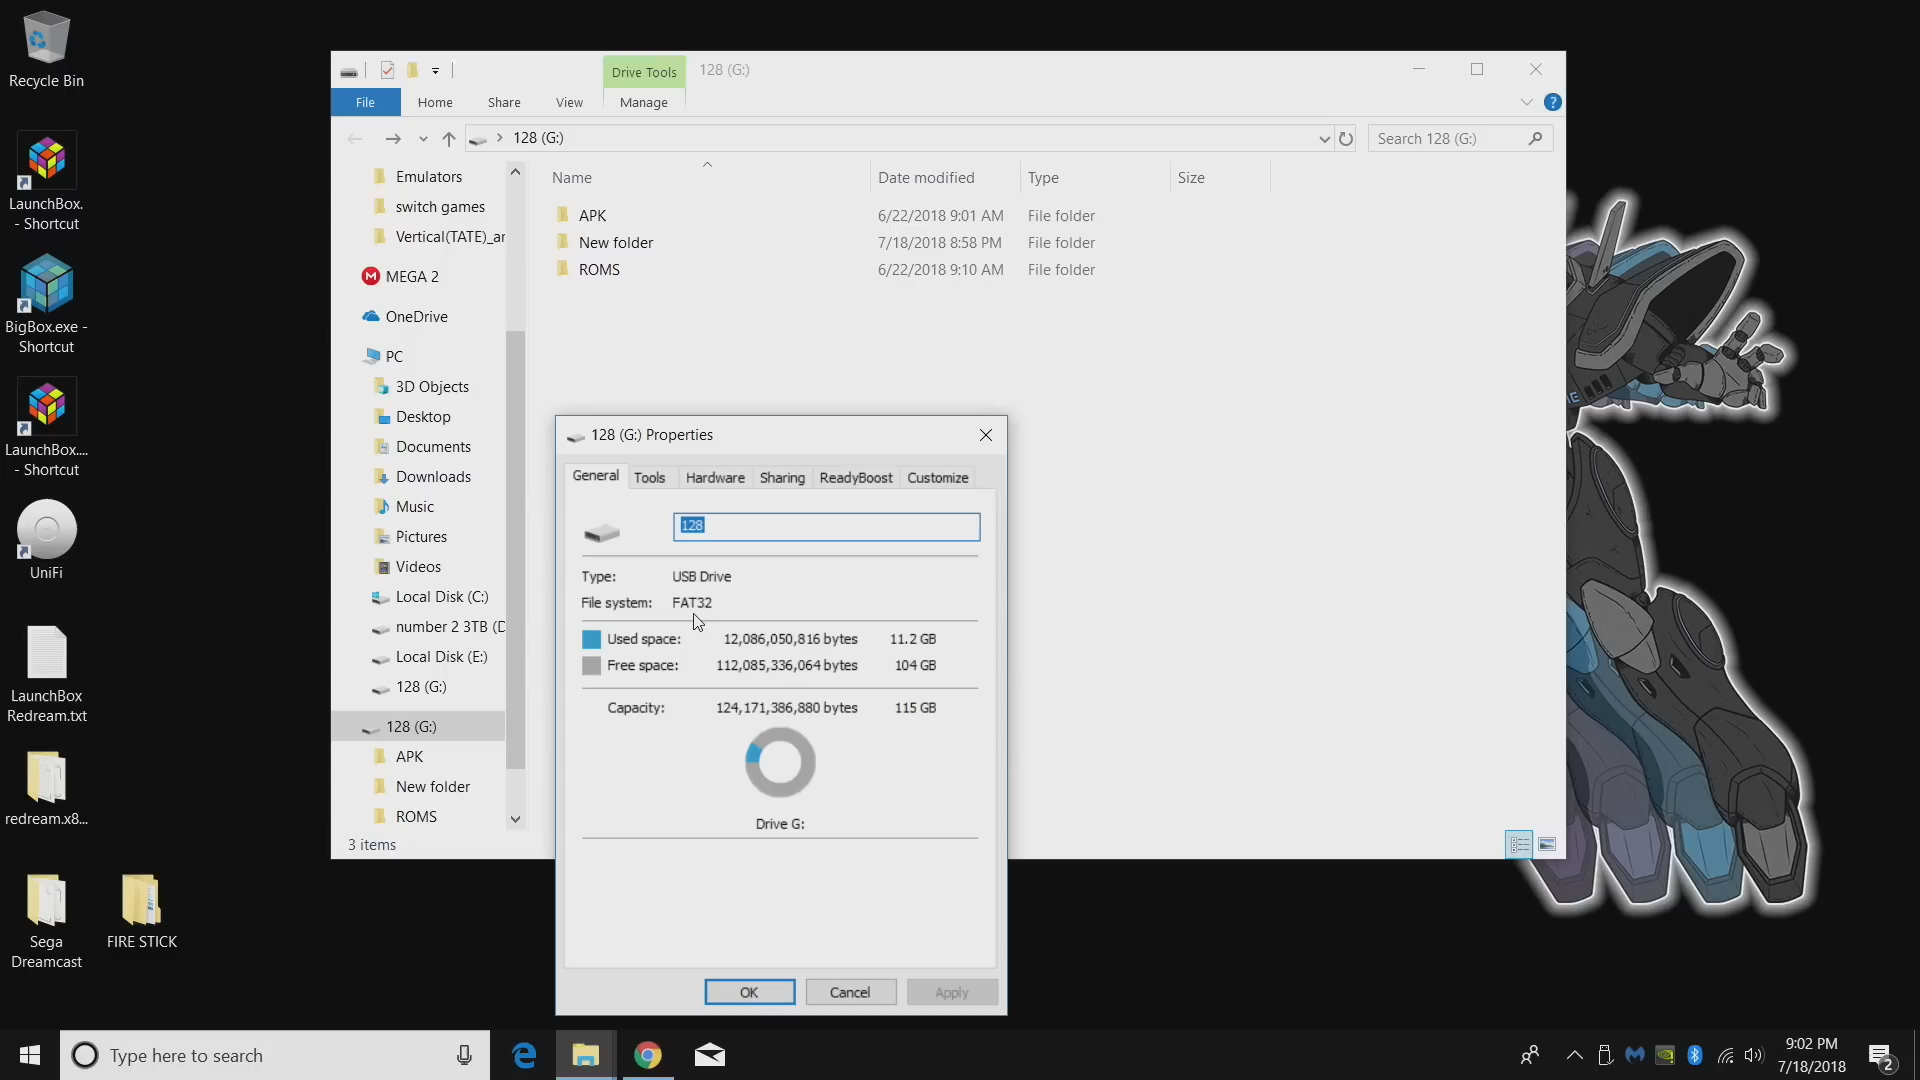 Recycle Bin
LaunchBox.
- Shortcut
BigBox.exe -
Shortcut
LaunchBox....
- Shortcut
UniFi
LaunchBox
Redream.txt
redream.x8...
Sega
Dreamcast
FIRE STICK
Drive Tools
128 (G:)
File
Home
Share
View
Manage
?
128 (G:)
Search 128 (G:)
Emulators
switch games
Vertical(TATE)_ar
M MEGA 2
OneDrive
PC
3D Objects
Desktop
Documents
Downloads
Music
Pictures
Videos
Local Disk (C:)
number 2 3TB (D
Local Disk (E:)
128 (G:)
128 (G:)
APK
New folder
ROMS
3 items
Name Date modified Type Size
APK 6/22/2018 9:01 AM File folder
New folder 7/18/2018 8:58 PM File folder
ROMS 6/22/2018 9:10 AM File folder
128 (G:) Properties
General Tools Hardware Sharing ReadyBoost Customize
128
Type: USB Drive
File system: FAT32
Used space: 12,086,050,816 bytes 11.2 GB
Free space: 112,085,336,064 bytes 104 GB
Capacity: 124,171,386,880 bytes 115 GB
Drive G:
OK Cancel Apply
Type here to search
9:02 PM
7/18/2018
2